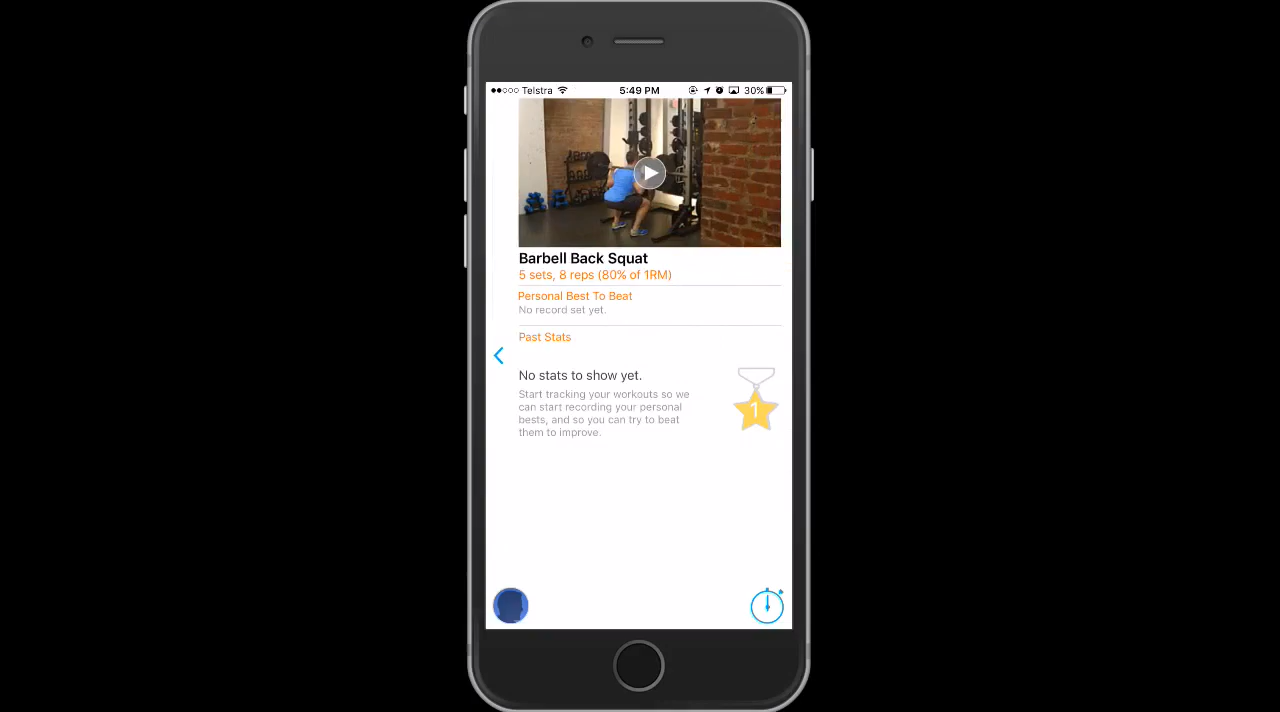 Telstra 5:49 PM 30%
Barbell Back Squat
5 sets, 8 reps (80% of 1RM)
Personal Best To Beat
No record set yet.
Past Stats
No stats to show yet.
Start tracking your workouts so we
can start recording your personal
bests, and so you can try to beat
them to improve.
1